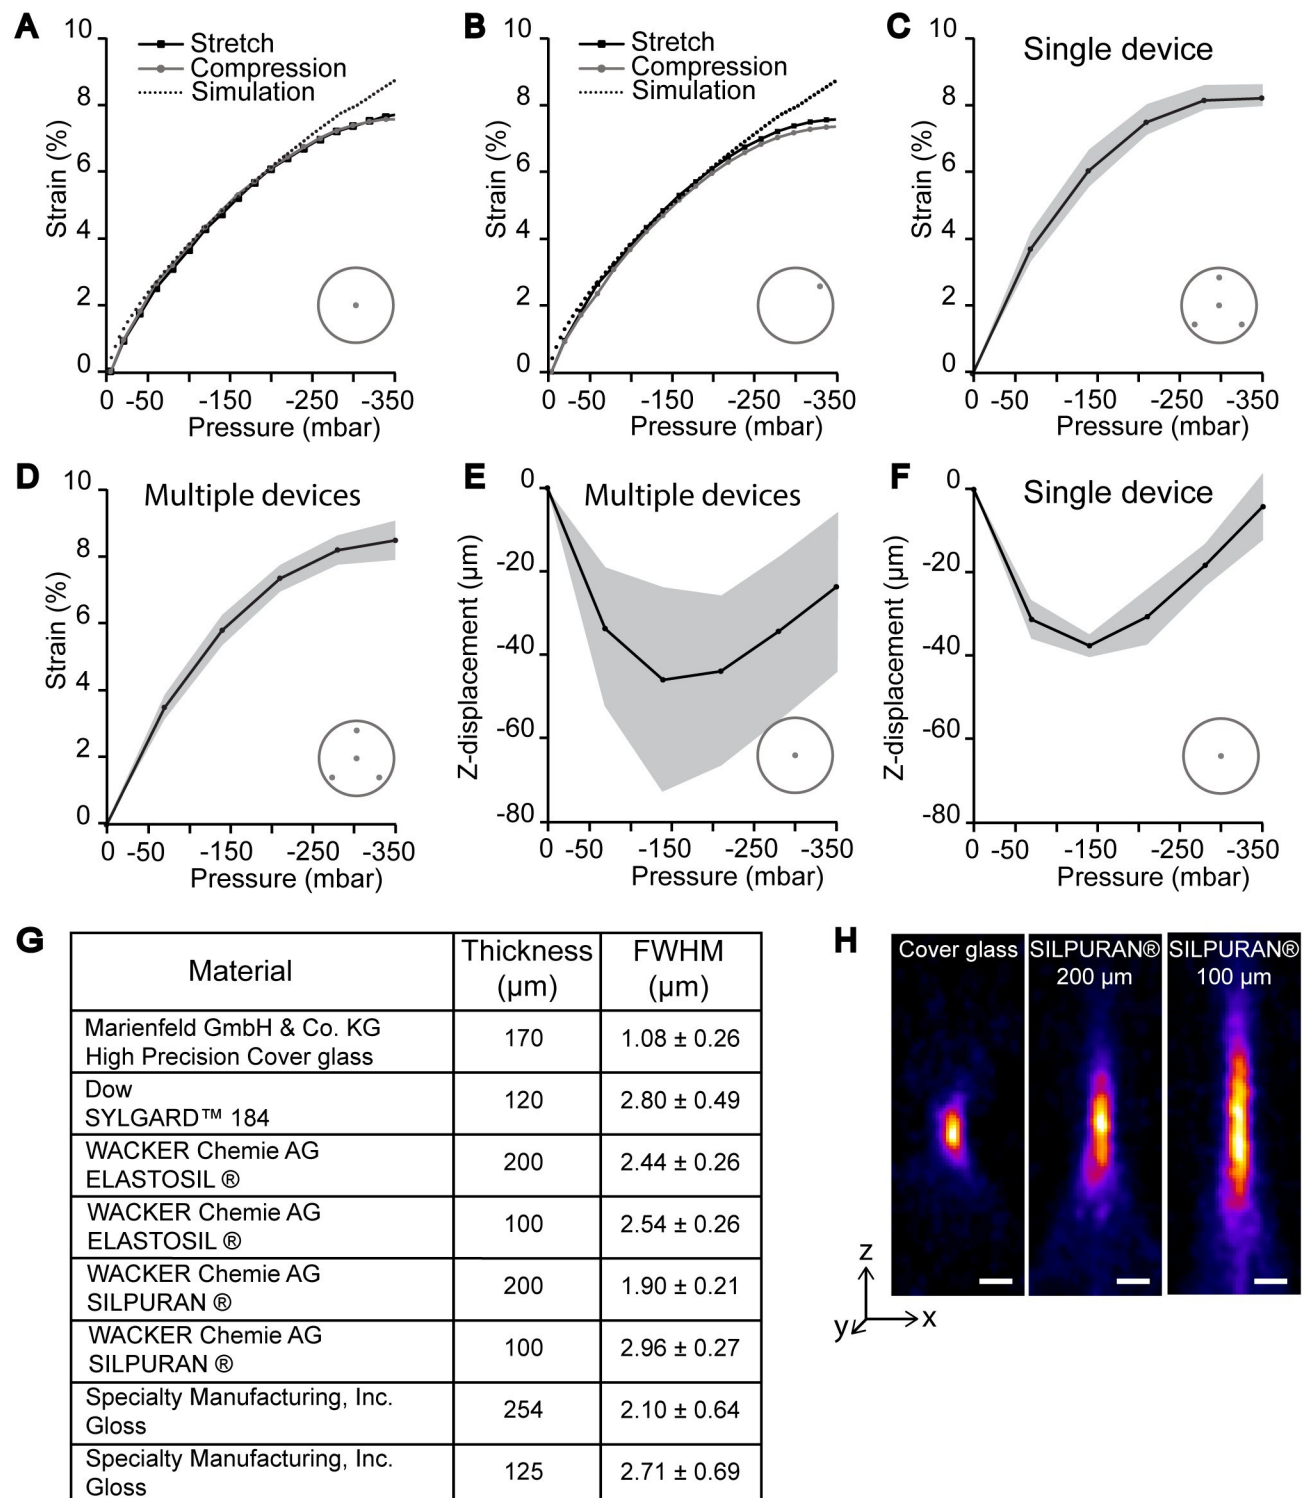 A
10
8
6
4
2
0
Strain (%)
Stretch
Compression
Simulation
0 -50 -150 -250 -350
Pressure (mbar)
B
10
8
6
4
2
0
Strain (%)
Stretch
Compression
Simulation
0 -50 -150 -250 -350
Pressure (mbar)
C
Single device
10
8
6
4
2
0
Strain (%)
0 -50 -150 -250 -350
Pressure (mbar)
D
Multiple devices
10
8
6
4
2
0
Strain (%)
0 -50 -150 -250 -350
Pressure (mbar)
E
Multiple devices
0
-20
-40
-60
-80
Z-displacement (µm)
0 -50 -150 -250 -350
Pressure (mbar)
F
Single device
0
-20
-40
-60
-80
Z-displacement (µm)
0 -50 -150 -250 -350
Pressure (mbar)
G
Material
Thickness
(µm)
FWHM
(µm)
Marienfeld GmbH & Co. KG
High Precision Cover glass
170
1.08 ± 0.26
Dow
SYLGARD™ 184
120
2.80 ± 0.49
WACKER Chemie AG
ELASTOSIL ®
200
2.44 ± 0.26
WACKER Chemie AG
ELASTOSIL ®
100
2.54 ± 0.26
WACKER Chemie AG
SILPURAN ®
200
1.90 ± 0.21
WACKER Chemie AG
SILPURAN ®
100
2.96 ± 0.27
Specialty Manufacturing, Inc.
Gloss
254
2.10 ± 0.64
Specialty Manufacturing, Inc.
Gloss
125
2.71 ± 0.69
H
Cover glass
SILPURAN®
200 µm
SILPURAN®
100 µm
z
y
x